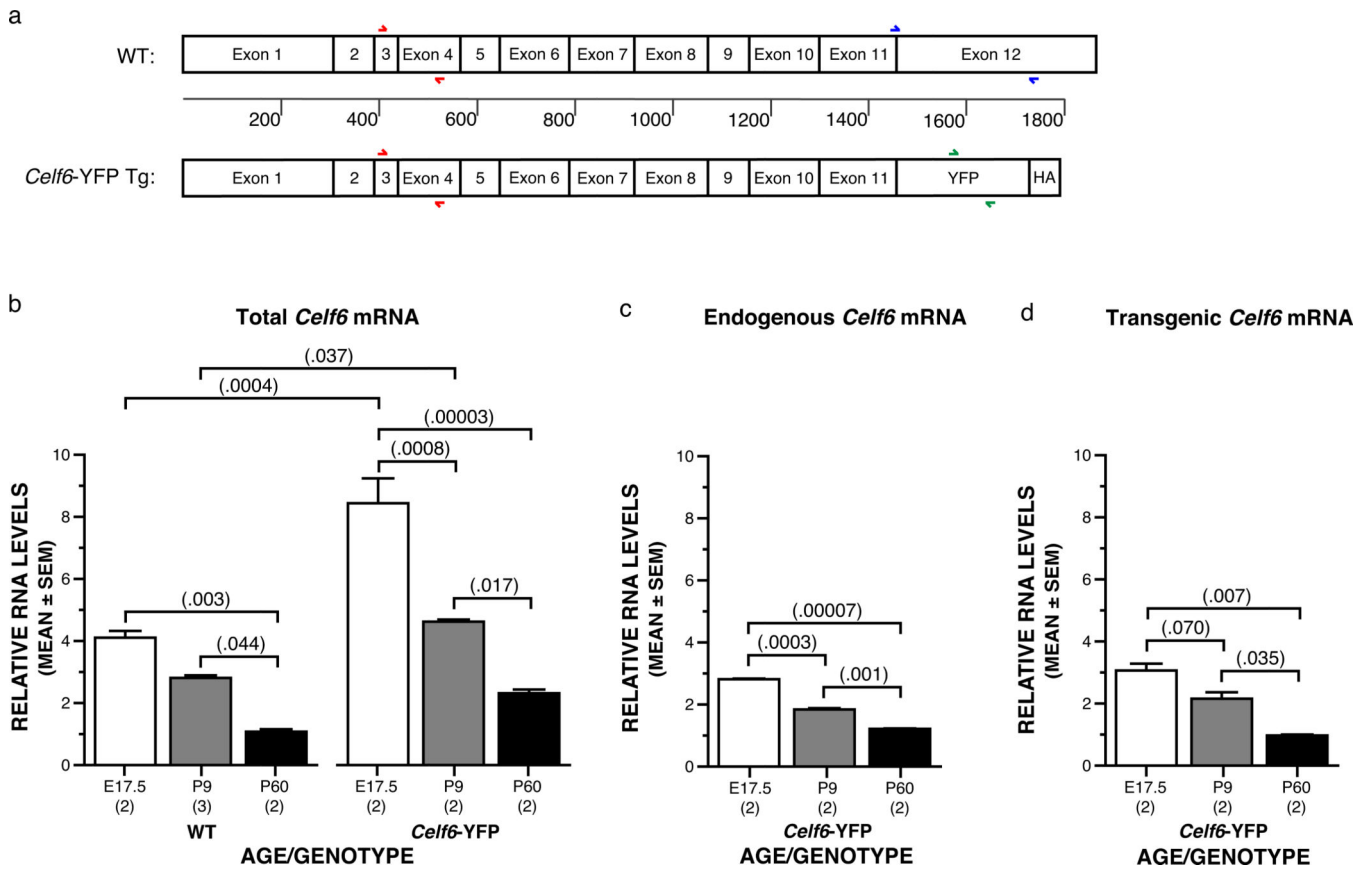 a
WT:
Exon 1 2 3 Exon 4 5 Exon 6 Exon 7 Exon 8 9 Exon 10 Exon 11 Exon 12
200 400 600 800 1000 1200 1400 1600 1800
Celf6-YFP Tg:
Exon 1 2 3 Exon 4 5 Exon 6 Exon 7 Exon 8 9 Exon 10 Exon 11 YFP HA
b
Total Celf6 mRNA
(.037)
(.0004)
(.00003)
(.0008)
(.017)
(.003)
(.044)
RELATIVE RNA LEVELS
(MEAN ± SEM)
10
8
6
4
2
0
E17.5 P9 P60 E17.5 P9 P60
(2) (3) (2) (2) (2) (2)
WT Celf6-YFP
AGE/GENOTYPE
c
Endogenous Celf6 mRNA
(.00007)
(.0003)
(.001)
RELATIVE RNA LEVELS
(MEAN ± SEM)
10
8
6
4
2
0
E17.5 P9 P60
(2) (2) (2)
Celf6-YFP
AGE/GENOTYPE
d
Transgenic Celf6 mRNA
(.007)
(.070)
(.035)
RELATIVE RNA LEVELS
(MEAN ± SEM)
10
8
6
4
2
0
E17.5 P9 P60
(2) (2) (2)
Celf6-YFP
AGE/GENOTYPE